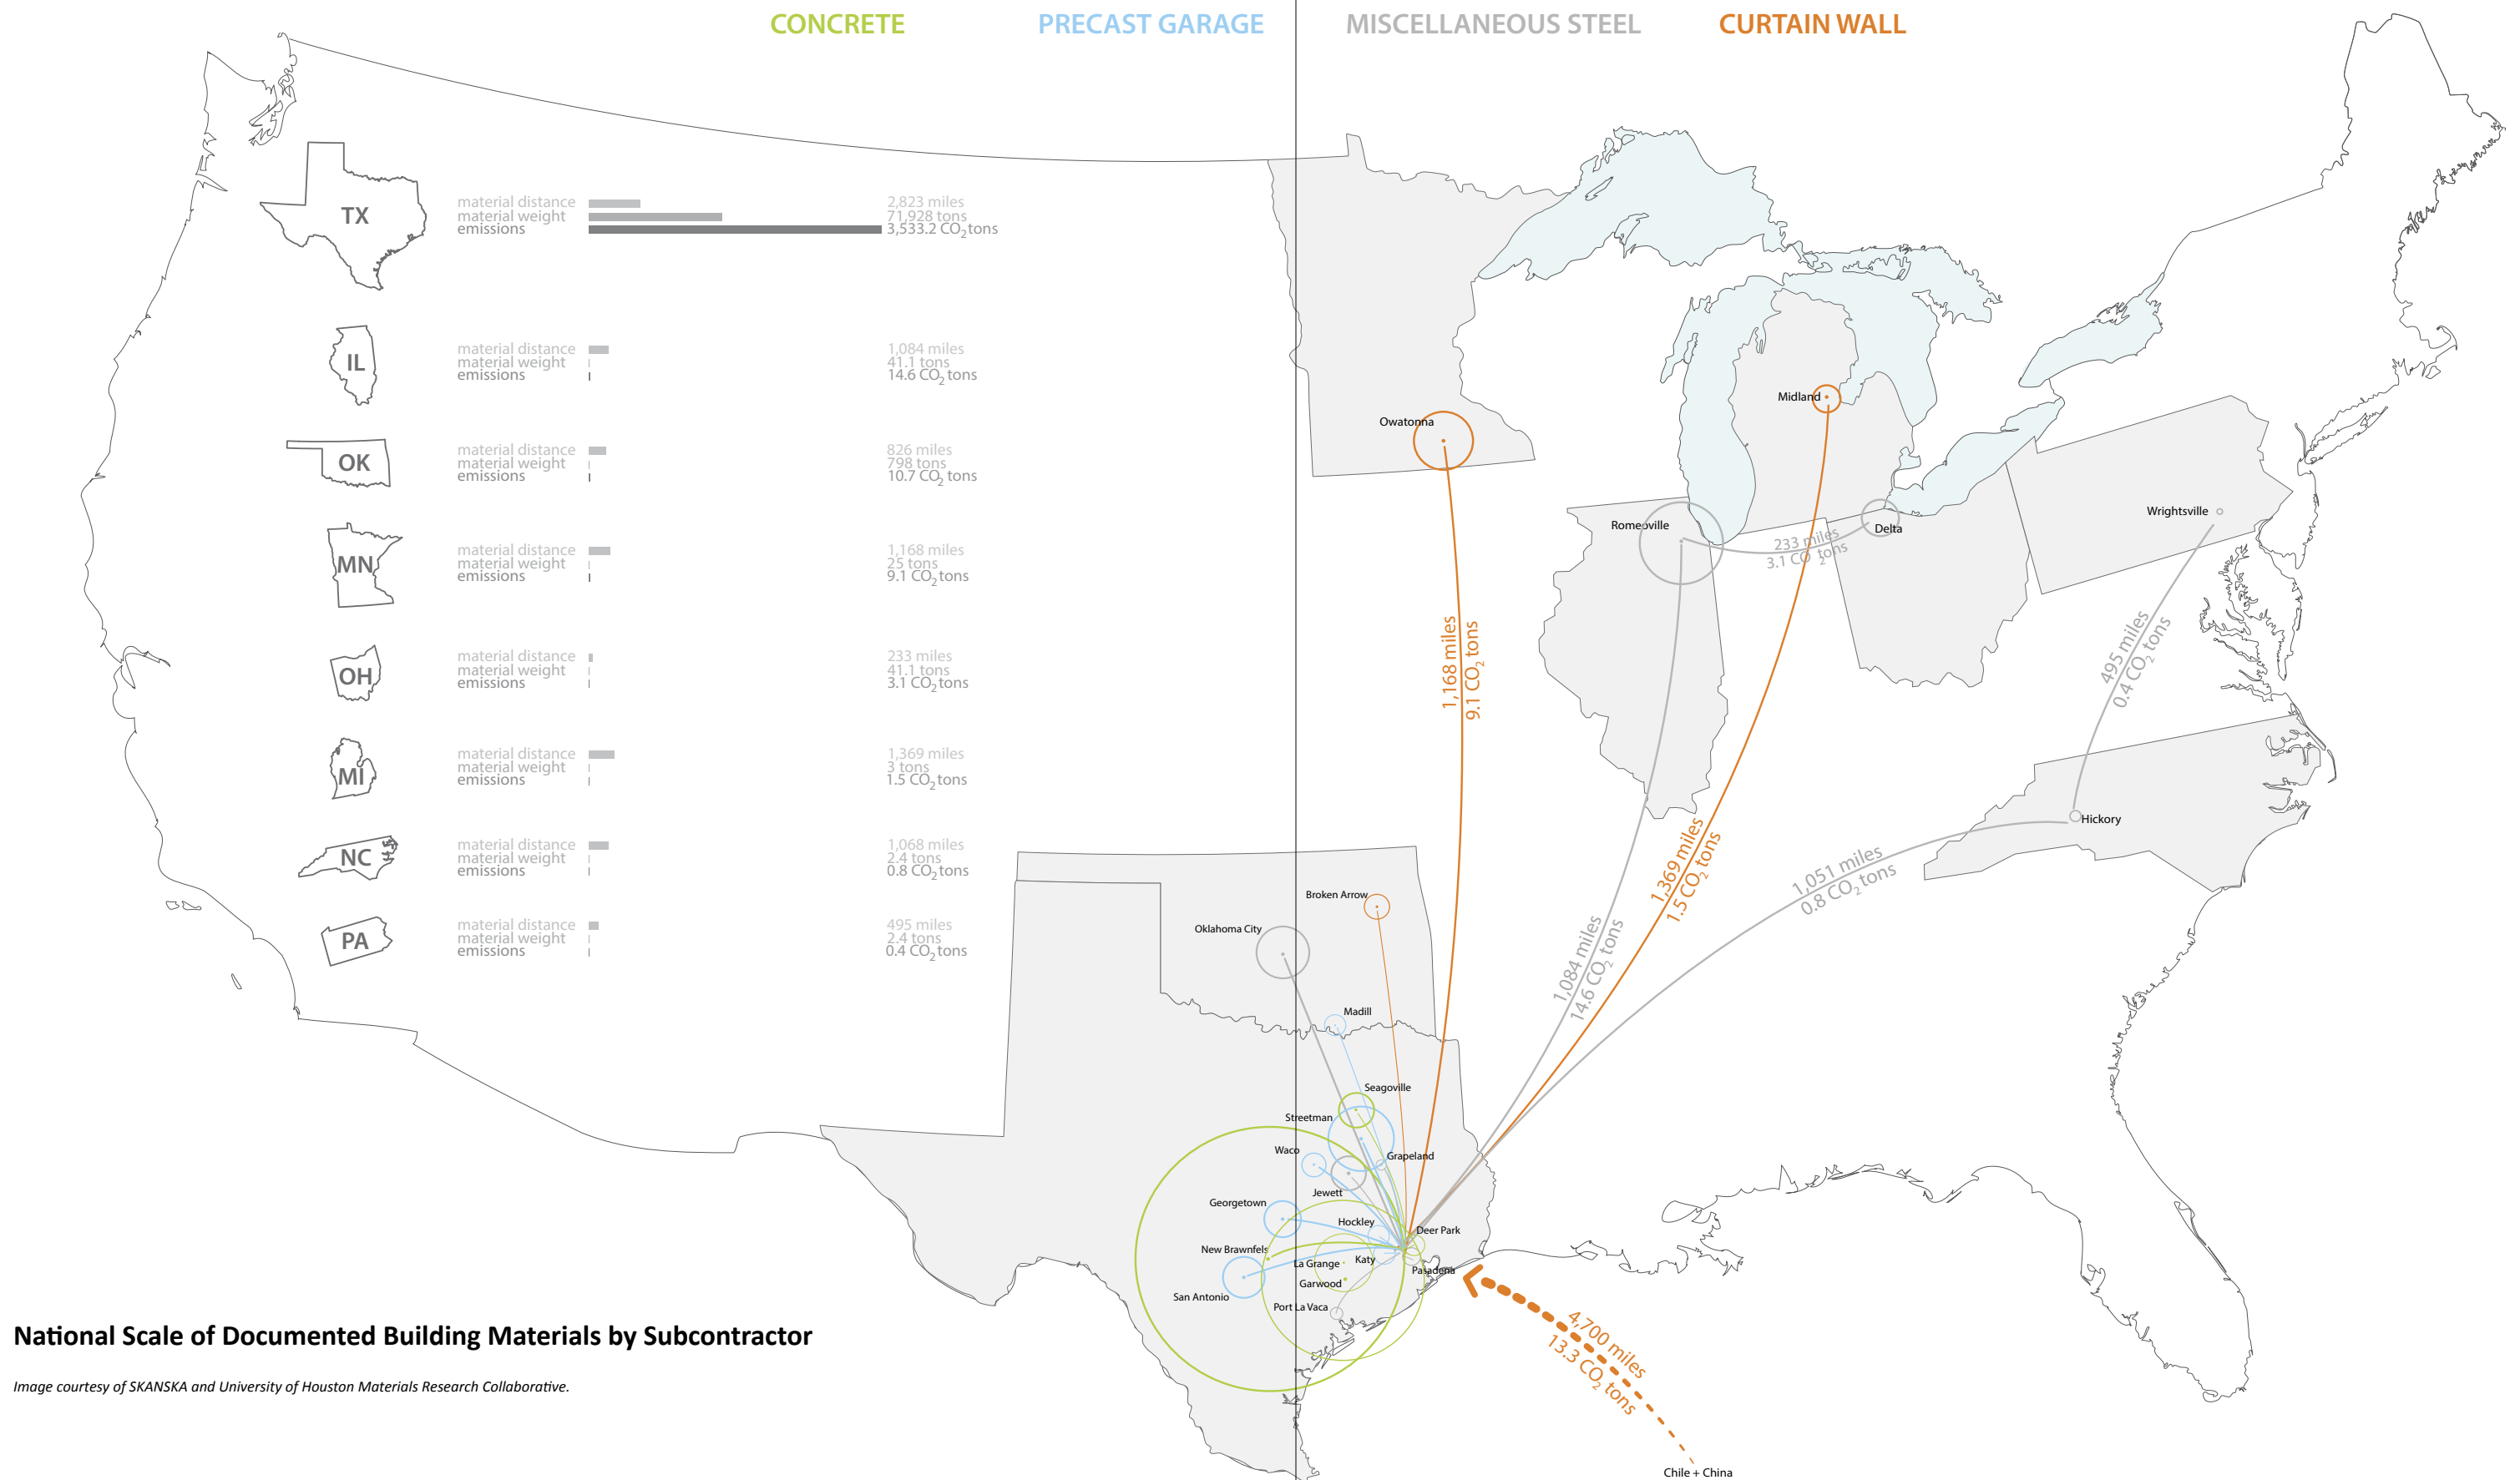 CONCRETE
PRECAST GARAGE
MISCELLANEOUS STEEL
CURTAIN WALL
TX
material distance 2,823 miles
material weight 71,928 tons
emissions 3,533.2 CO2 tons
IL
material distance 1,084 miles
material weight 41.1 tons
emissions 14.6 CO2 tons
OK
material distance 826 miles
material weight 798 tons
emissions 10.7 CO2 tons
MN
material distance 1,168 miles
material weight 25 tons
emissions 9.1 CO2 tons
OH
material distance 233 miles
material weight 41.1 tons
emissions 3.1 CO2 tons
MI
material distance 1,369 miles
material weight 3 tons
emissions 1.5 CO2 tons
NC
material distance 1,068 miles
material weight 2.4 tons
emissions 0.8 CO2 tons
PA
material distance 495 miles
material weight 2.4 tons
emissions 0.4 CO2 tons
Owatonna
Midland
Romeoville
Delta
Wrightsville
233 miles
3.1 CO2 tons
1,168 miles
9.1 CO2 tons
495 miles
0.4 CO2 tons
Hickory
1,369 miles
1.5 CO2 tons
1,051 miles
0.8 CO2 tons
1,084 miles
14.6 CO2 tons
Broken Arrow
Oklahoma City
Madill
Seagoville
Streetman
Waco
Grapeland
Jewett
Georgetown
Hockley
Deer Park
New Brawnfels
La Grange
Katy
Pasadena
Garwood
San Antonio
Port La Vaca
4,700 miles
13.3 CO2 tons
Chile + China
National Scale of Documented Building Materials by Subcontractor
Image courtesy of SKANSKA and University of Houston Materials Research Collaborative.